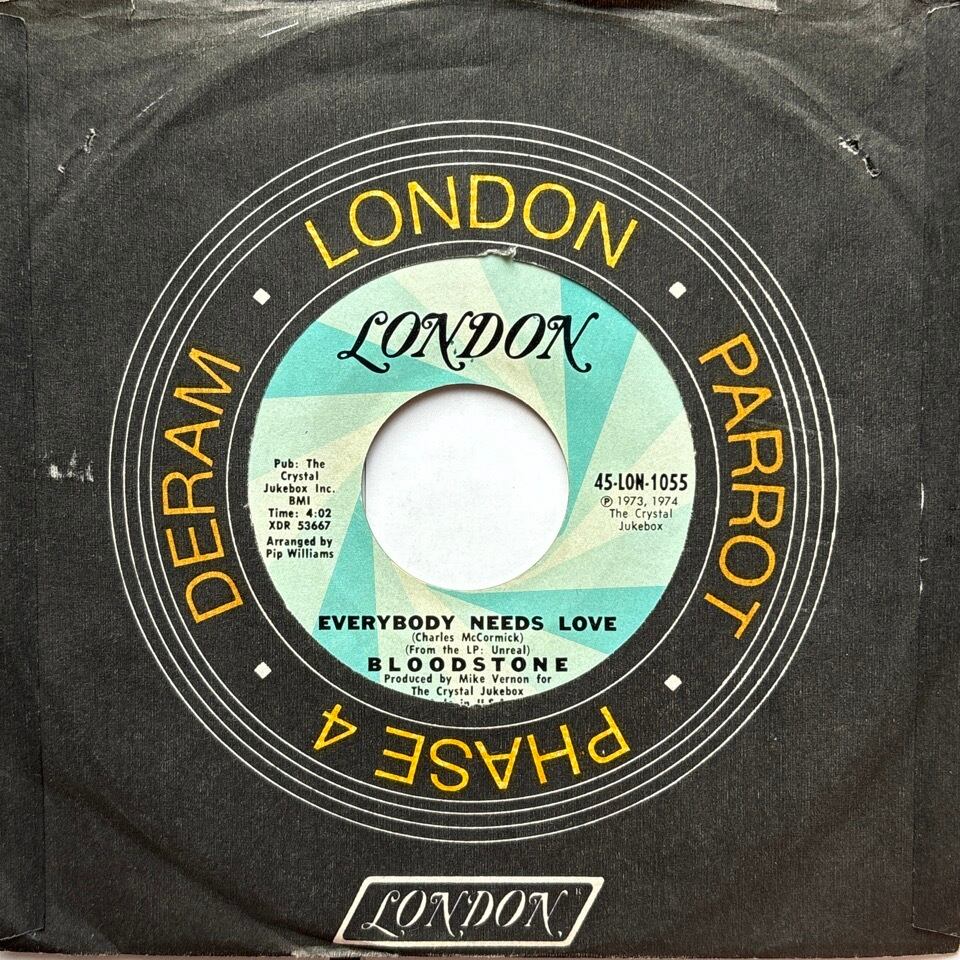 LONDON
PARROT
PHASE 4
DERAM
LONDON
Pub: The
Crystal
Jukebox Inc.
BMI
Time: 4:02
XDR 53667
Arranged by
Pip Williams
45-LON-1055
Ⓟ 1973, 1974
The Crystal
Jukebox
EVERYBODY NEEDS LOVE
(Charles McCormick)
(From the LP: Unreal)
BLOODSTONE
Produced by Mike Vernon for
The Crystal Jukebox
LONDON®